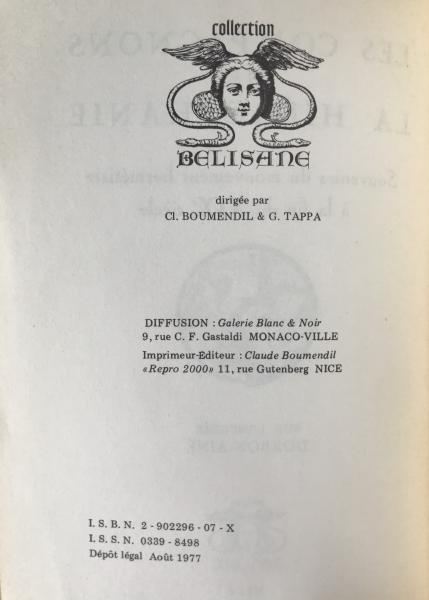 collection
BELISANE
dirigée par
Cl. BOUMENDIL & G. TAPPA
DIFFUSION : Galerie Blanc & Noir
9, rue C. F. Gastaldi MONACO-VILLE
Imprimeur-Editeur : Claude Boumendil
«Repro 2000» 11, rue Gutenberg NICE
I. S. B. N. 2 - 902296 - 07 - X
I. S. S. N. 0339 - 8498
Dépôt légal Août 1977